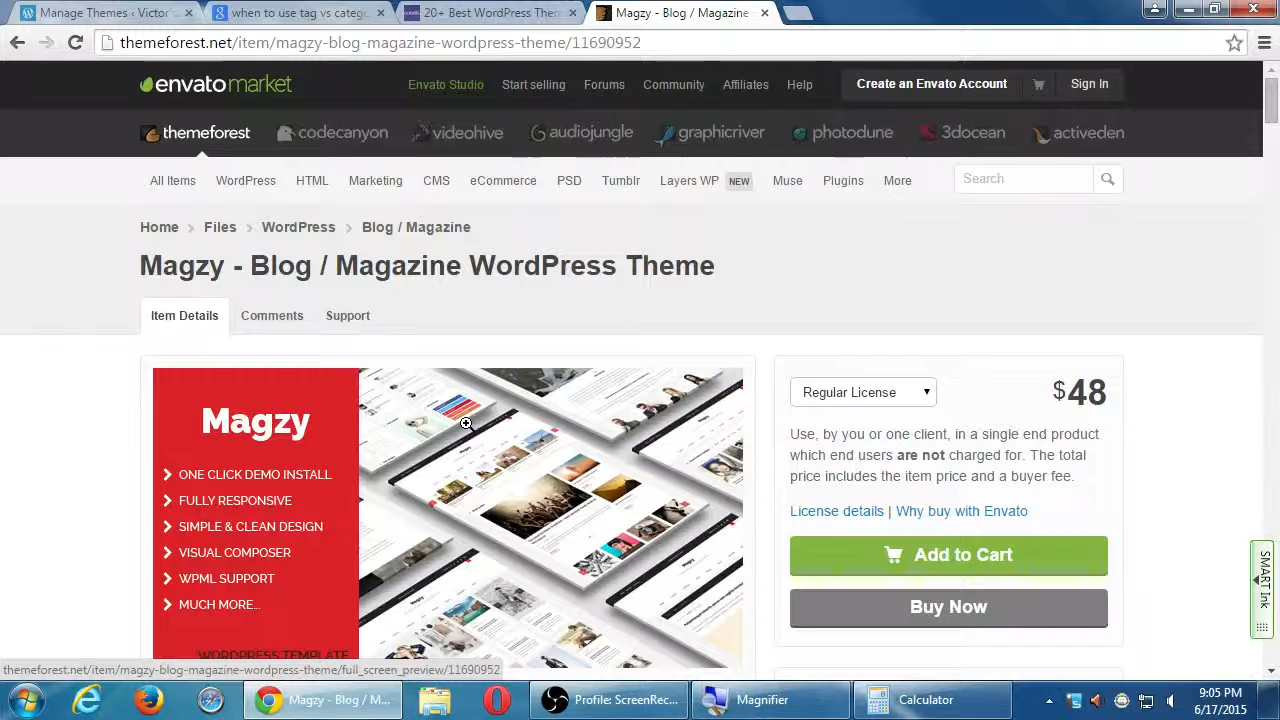 Manage Themes ‹ Victor
when to use tag vs catego
20+ Best WordPress Them
Magzy - Blog / Magazine
themeforest.net/item/magzy-blog-magazine-wordpress-theme/11690952
envatomarket
Envato Studio Start selling Forums Community Affiliates Help Create an Envato Account Sign In
themeforest codecanyon videohive audiojungle graphicriver photodune 3docean activeden
All Items WordPress HTML Marketing CMS eCommerce PSD Tumblr Layers WP NEW Muse Plugins More Search
Home Files WordPress Blog / Magazine
Magzy - Blog / Magazine WordPress Theme
Item Details Comments Support
Magzy
ONE CLICK DEMO INSTALL
FULLY RESPONSIVE
SIMPLE & CLEAN DESIGN
VISUAL COMPOSER
WPML SUPPORT
MUCH MORE...
WORDPRESS TEMPLATE
Regular License $48
Use, by you or one client, in a single end product
which end users are not charged for. The total
price includes the item price and a buyer fee.
License details | Why buy with Envato
Add to Cart
Buy Now
SMART Ink
themeforest.net/item/magzy-blog-magazine-wordpress-theme/full_screen_preview/11690952
Magzy - Blog / M...
Profile: ScreenRec...
Magnifier
Calculator
9:05 PM
6/17/2015